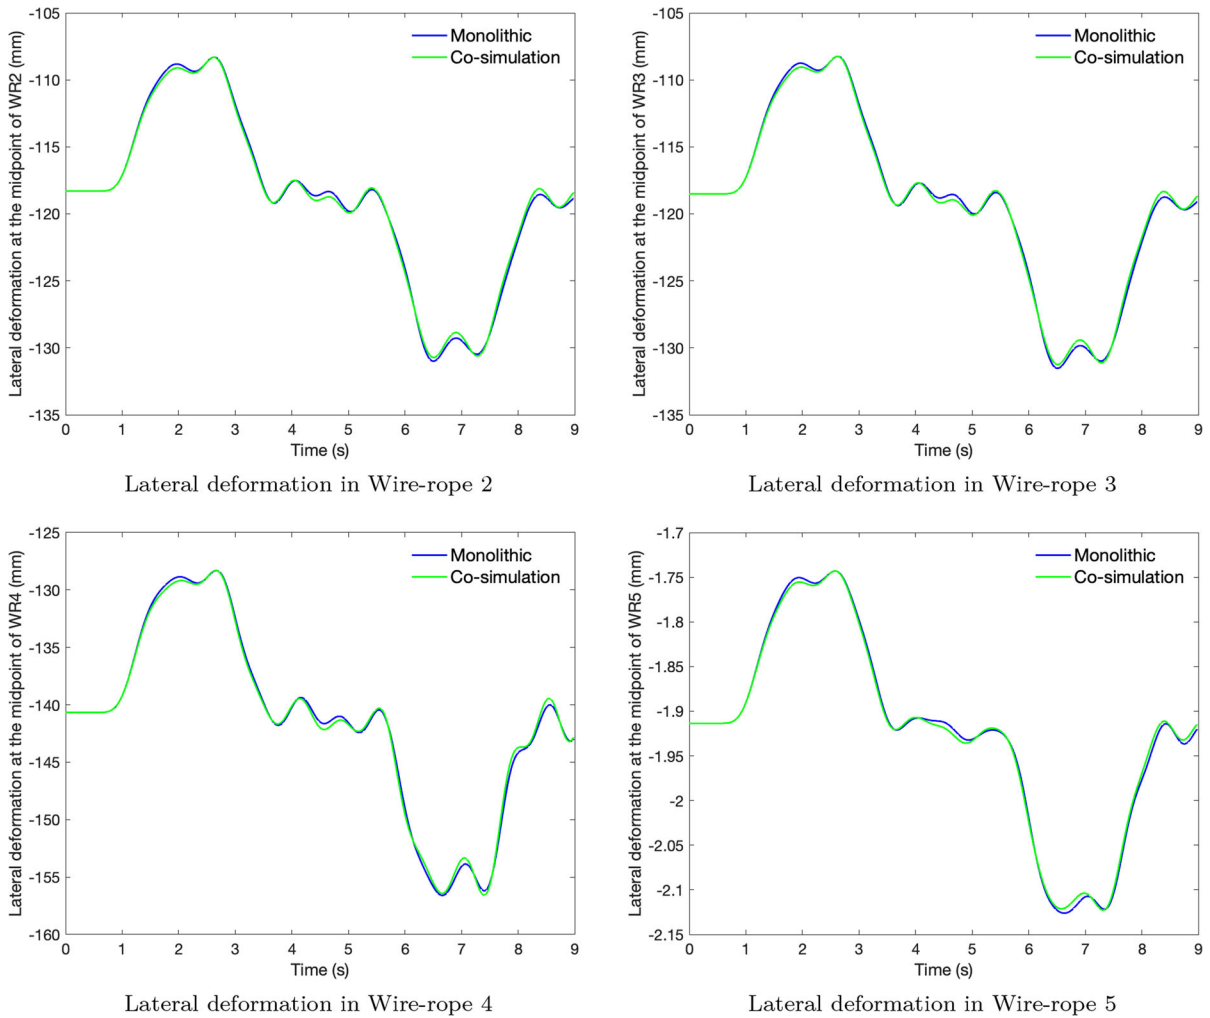 Lateral deformation at the midpoint of WR2 (mm)
-105
-110
-115
-120
-125
-130
-135
Monolithic
Co-simulation
0 1 2 3 4 5 6 7 8 9
Time (s)
Lateral deformation in Wire-rope 2
Lateral deformation at the midpoint of WR3 (mm)
-105
-110
-115
-120
-125
-130
-135
Monolithic
Co-simulation
0 1 2 3 4 5 6 7 8 9
Time (s)
Lateral deformation in Wire-rope 3
Lateral deformation at the midpoint of WR4 (mm)
-125
-130
-135
-140
-145
-150
-155
-160
Monolithic
Co-simulation
0 1 2 3 4 5 6 7 8 9
Time (s)
Lateral deformation in Wire-rope 4
Lateral deformation at the midpoint of WR5 (mm)
-1.7
-1.75
-1.8
-1.85
-1.9
-1.95
-2
-2.05
-2.1
-2.15
Monolithic
Co-simulation
0 1 2 3 4 5 6 7 8 9
Time (s)
Lateral deformation in Wire-rope 5